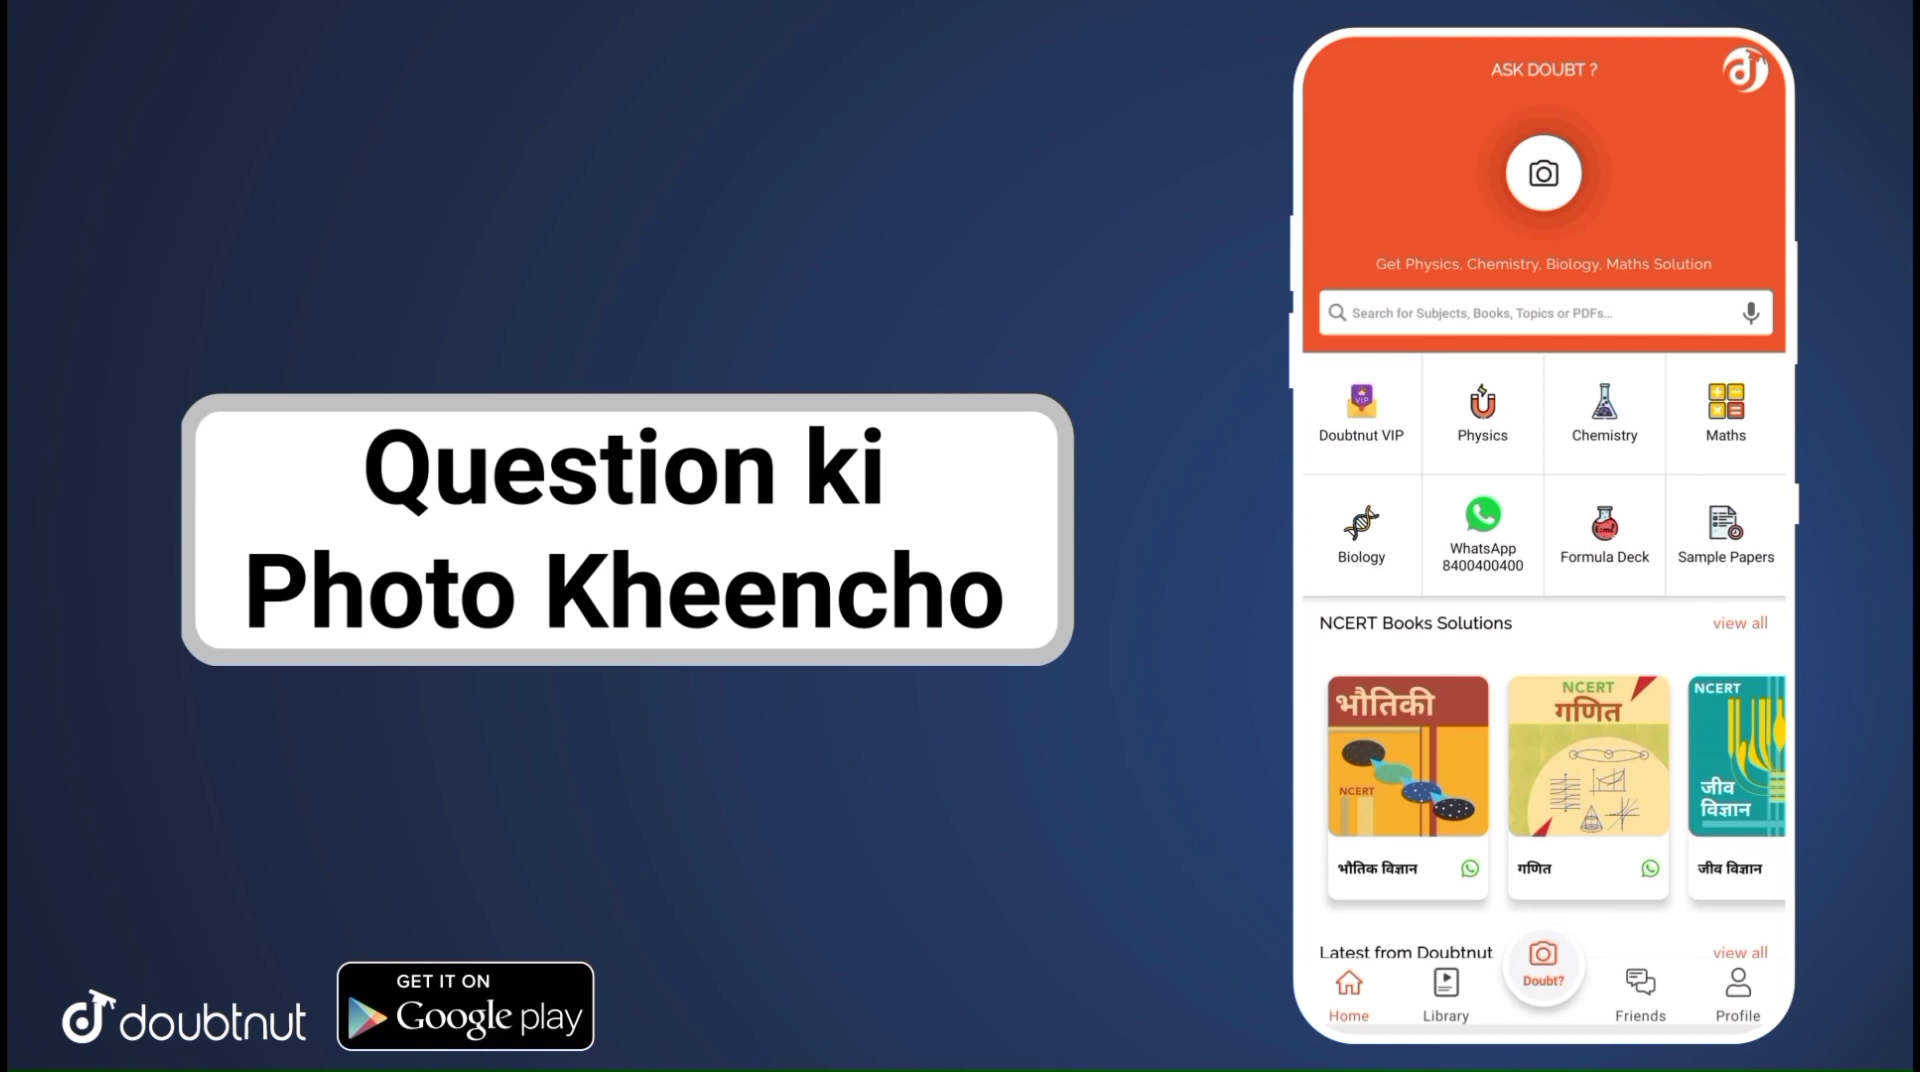 Question ki
Photo Kheencho
doubtnut
GET IT ON
Google play
ASK DOUBT ?
Get Physics, Chemistry, Biology, Maths Solution
Search for Subjects, Books, Topics or PDFs...
VIP
Doubtnut VIP
Physics
Chemistry
Maths
Biology
WhatsApp
8400400400
Formula Deck
Sample Papers
NCERT Books Solutions
view all
भौतिकी
NCERT
भौतिक विज्ञान
NCERT
गणित
गणित
NCERT
जीव
विज्ञान
जीव विज्ञान
Latest from Doubtnut
view all
Home
Library
Doubt?
Friends
Profile